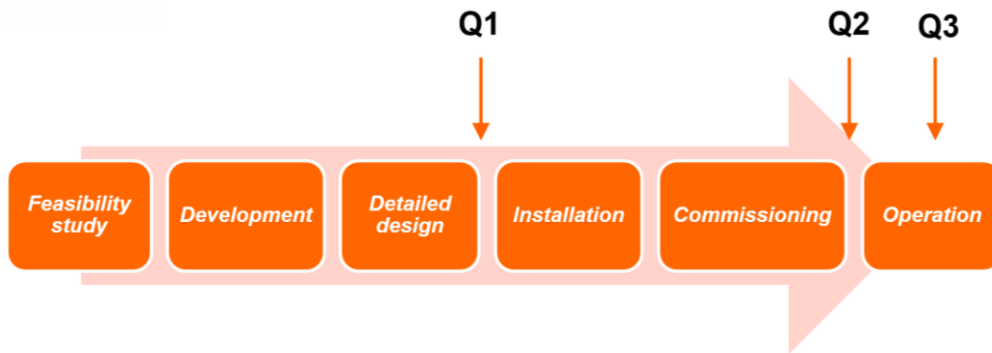 Q1
Q2
Q3
Feasibility
study
Development
Detailed
design
Installation
Commissioning
Operation